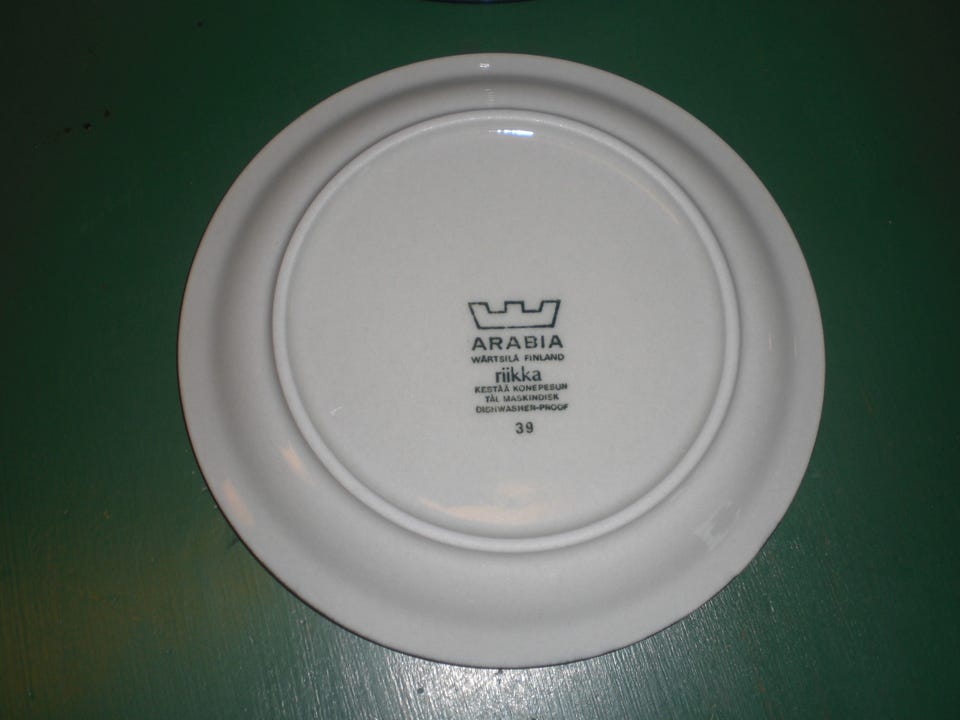 ARABIA
WÄRTSILÄ FINLAND
riikka
KESTÄÄ KONEPESUN
TÅL MASKINDISK
DISHWASHER-PROOF
39